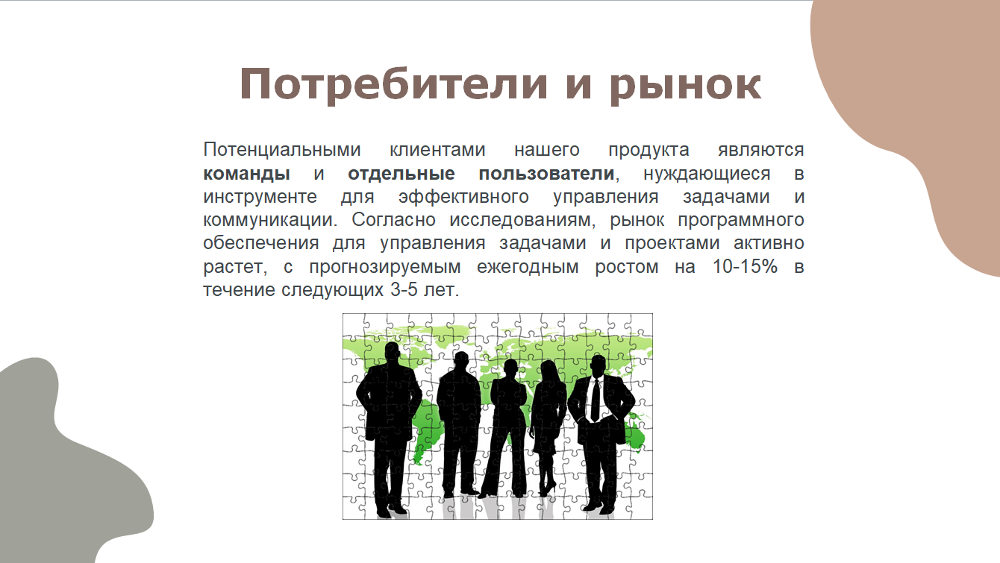 Потребители и рынок
Потенциальными клиентами нашего продукта являются
команды и отдельные пользователи, нуждающиеся в
инструменте для эффективного управления задачами и
коммуникации. Согласно исследованиям, рынок программного
обеспечения для управления задачами и проектами активно
растет, с прогнозируемым ежегодным ростом на 10-15% в
течение следующих 3-5 лет.